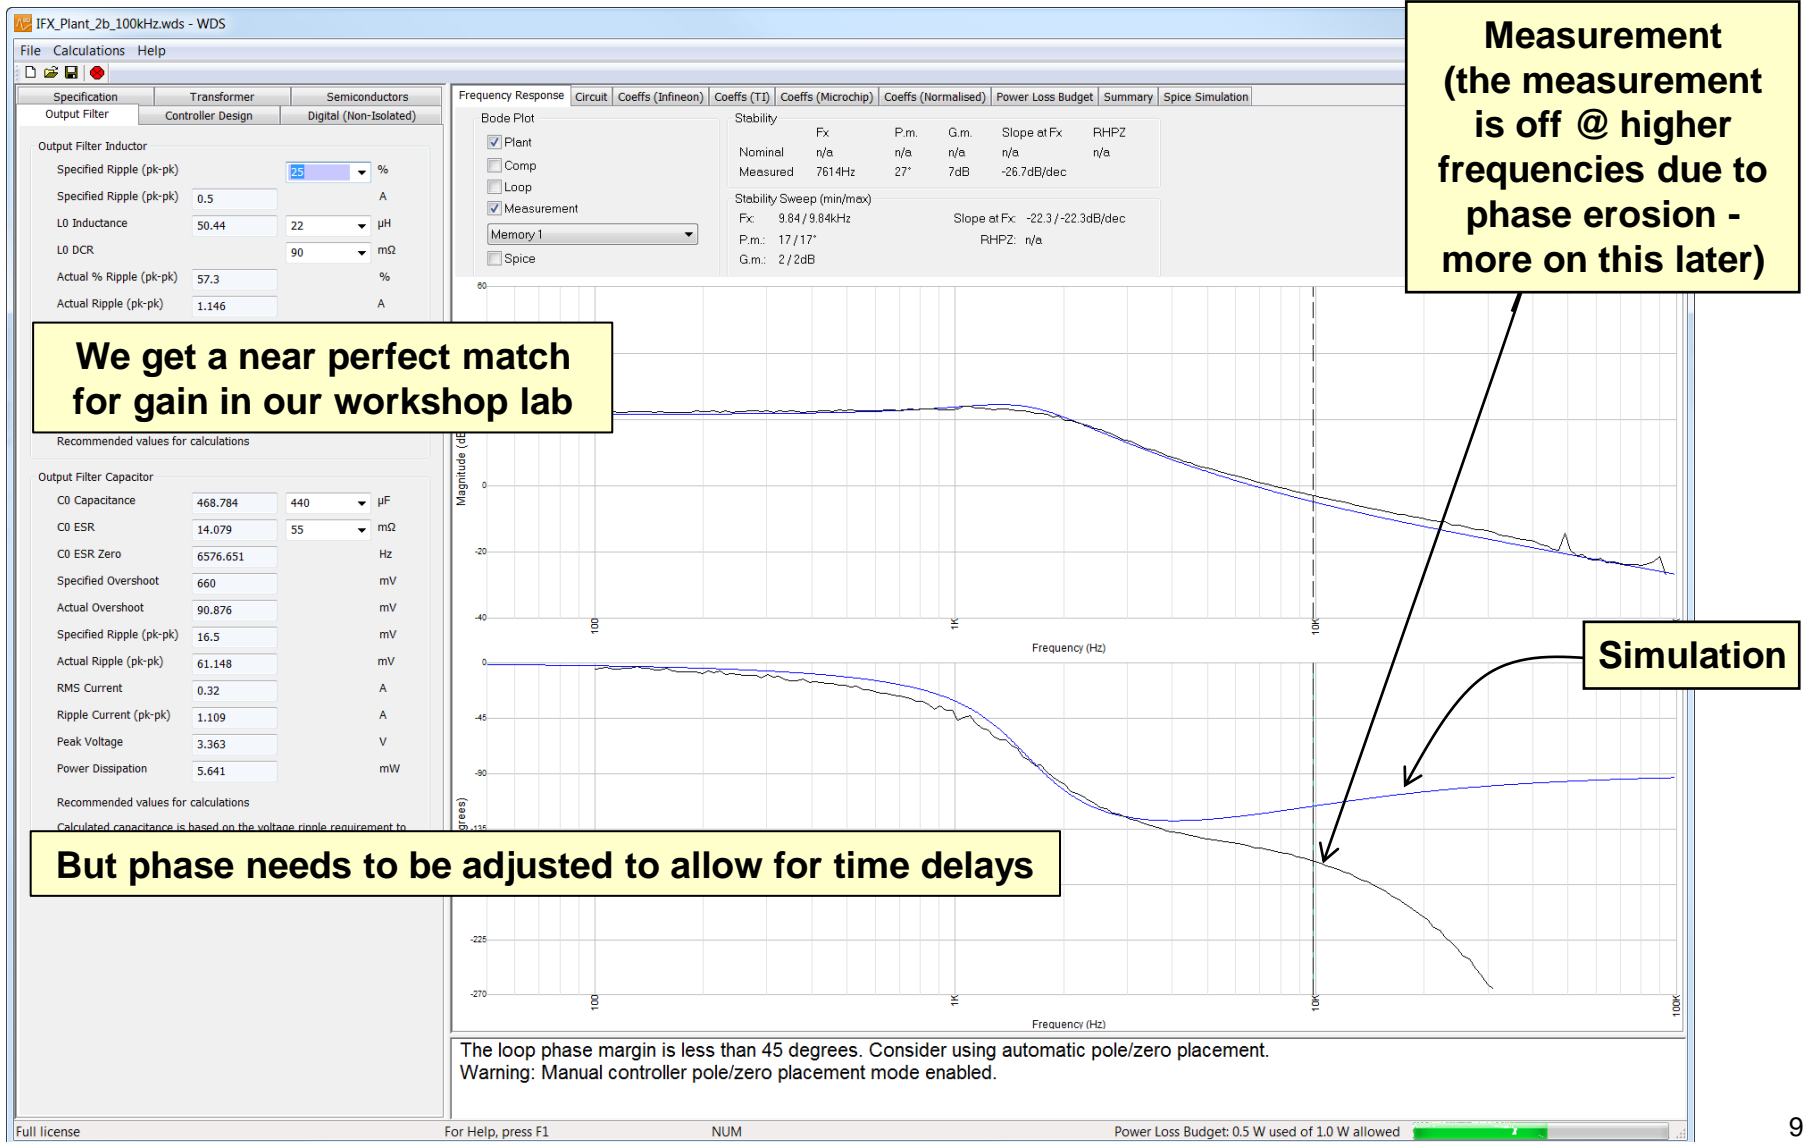 IFX_Plant_2b_100kHz.wds - WDS
File Calculations Help
Specification Transformer Semiconductors
Output Filter Controller Design Digital (Non-Isolated)
Output Filter Inductor
Specified Ripple (pk-pk) 25 %
Specified Ripple (pk-pk) 0.5 A
L0 Inductance 50.44 22 µH
L0 DCR 90 mΩ
Actual % Ripple (pk-pk) 57.3 %
Actual Ripple (pk-pk) 1.146 A
We get a near perfect match
for gain in our workshop lab
Recommended values for calculations
Output Filter Capacitor
C0 Capacitance 468.784 440 µF
C0 ESR 14.079 55 mΩ
C0 ESR Zero 6576.651 Hz
Specified Overshoot 660 mV
Actual Overshoot 90.876 mV
Specified Ripple (pk-pk) 16.5 mV
Actual Ripple (pk-pk) 61.148 mV
RMS Current 0.32 A
Ripple Current (pk-pk) 1.109 A
Peak Voltage 3.363 V
Power Dissipation 5.641 mW
Recommended values for calculations
Calculated capacitance is based on the voltage ripple requirement to
But phase needs to be adjusted to allow for time delays
Frequency Response Circuit Coeffs (Infineon) Coeffs (TI) Coeffs (Microchip) Coeffs (Normalised) Power Loss Budget Summary Spice Simulation
Bode Plot
Plant
Comp
Loop
Measurement
Memory 1
Spice
Stability
Fx P.m. G.m. Slope at Fx RHPZ
Nominal n/a n/a n/a n/a n/a
Measured 7614Hz 27° 7dB -26.7dB/dec
Stability Sweep (min/max)
Fx: 9.84 / 9.84kHz Slope at Fx: -22.3 / -22.3dB/dec
P.m.: 17 / 17° RHPZ: n/a
G.m.: 2 / 2dB
Measurement
(the measurement
is off @ higher
frequencies due to
phase erosion -
more on this later)
60
0
-20
-40
Magnitude (dB
100 1K 10K
Frequency (Hz)
Simulation
0
-45
-90
-135
-225
-270
egrees)
100 1K 10K 100K
Frequency (Hz)
The loop phase margin is less than 45 degrees. Consider using automatic pole/zero placement.
Warning: Manual controller pole/zero placement mode enabled.
Full license For Help, press F1 NUM Power Loss Budget: 0.5 W used of 1.0 W allowed
9